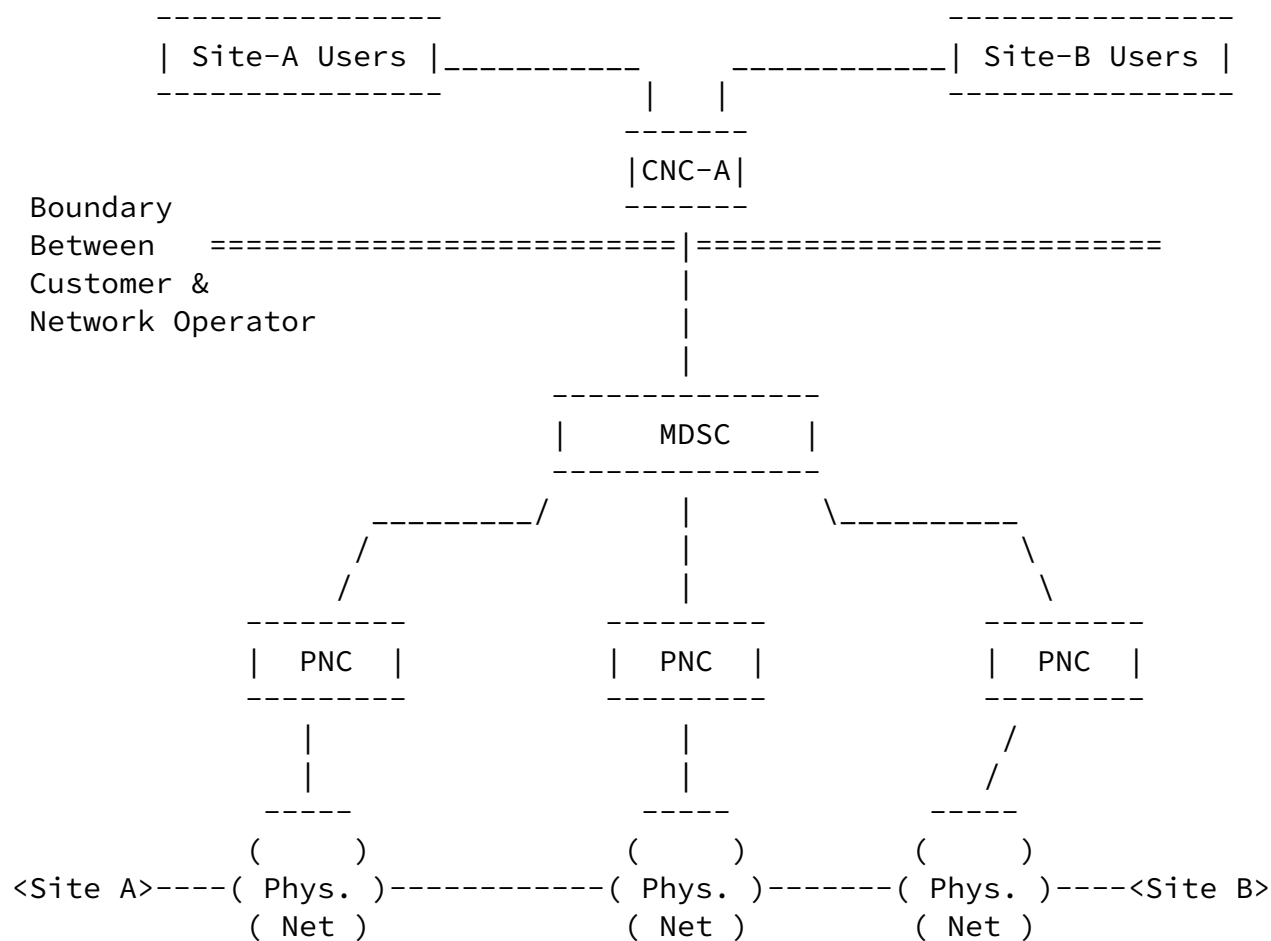 Site-A Users Site-B Users
CNC-A
Boundary
Between
Customer &
Network Operator
MDSC
PNC PNC PNC
<Site A> Phys. Phys. Phys. <Site B>
Net Net Net